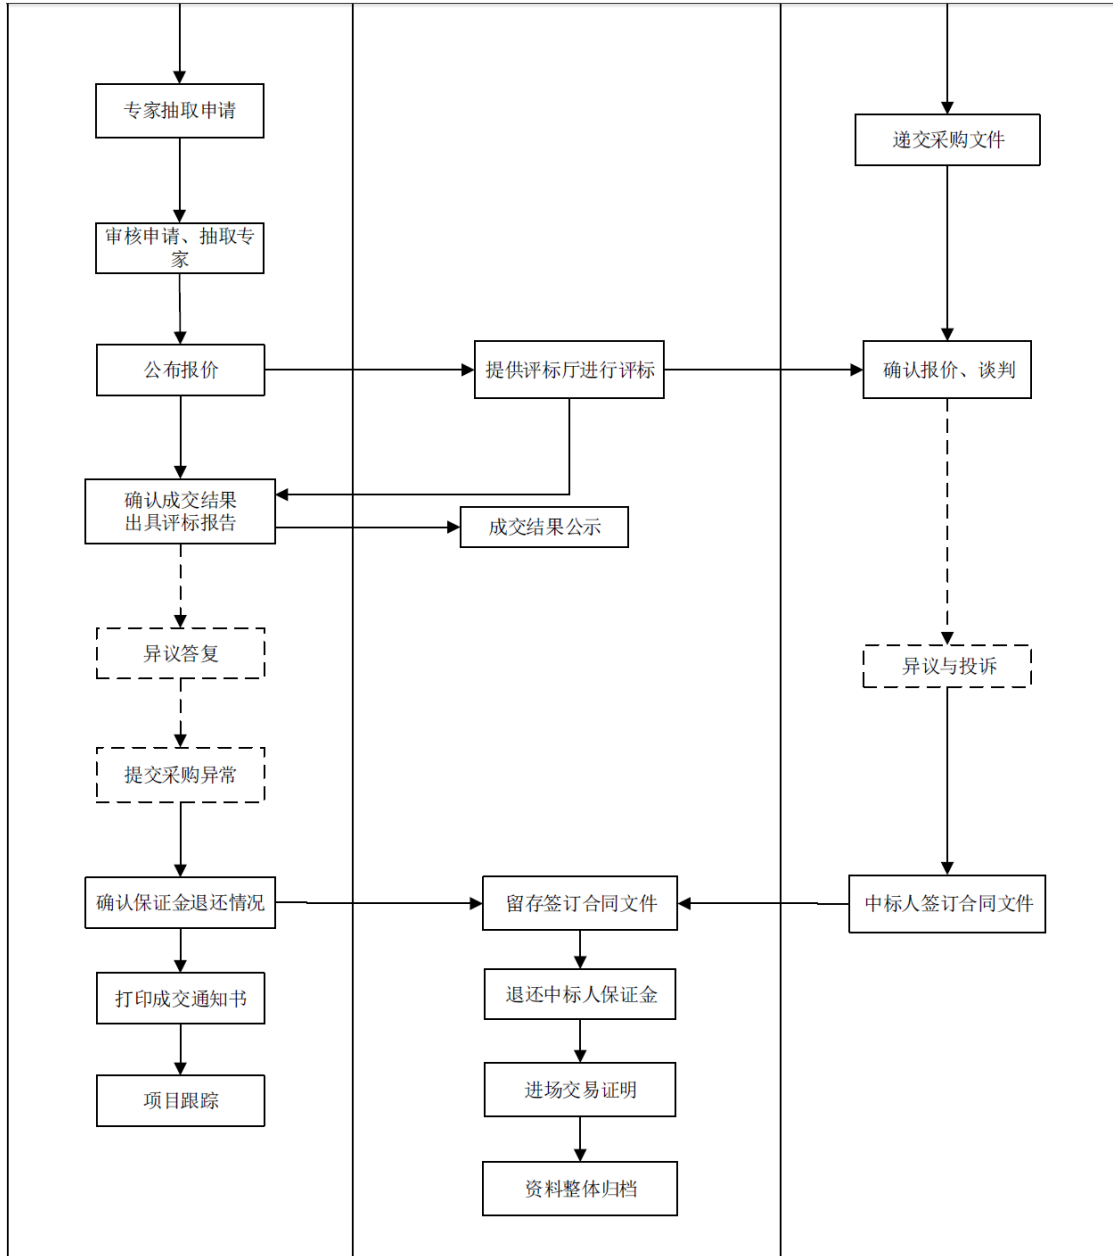 专家抽取申请
递交采购文件
审核申请、抽取专
家
公布报价
提供评标厅进行评标
确认报价、谈判
确认成交结果
出具评标报告
成交结果公示
异议答复
异议与投诉
提交采购异常
确认保证金退还情况
留存签订合同文件
中标人签订合同文件
打印成交通知书
退还中标人保证金
项目跟踪
进场交易证明
资料整体归档